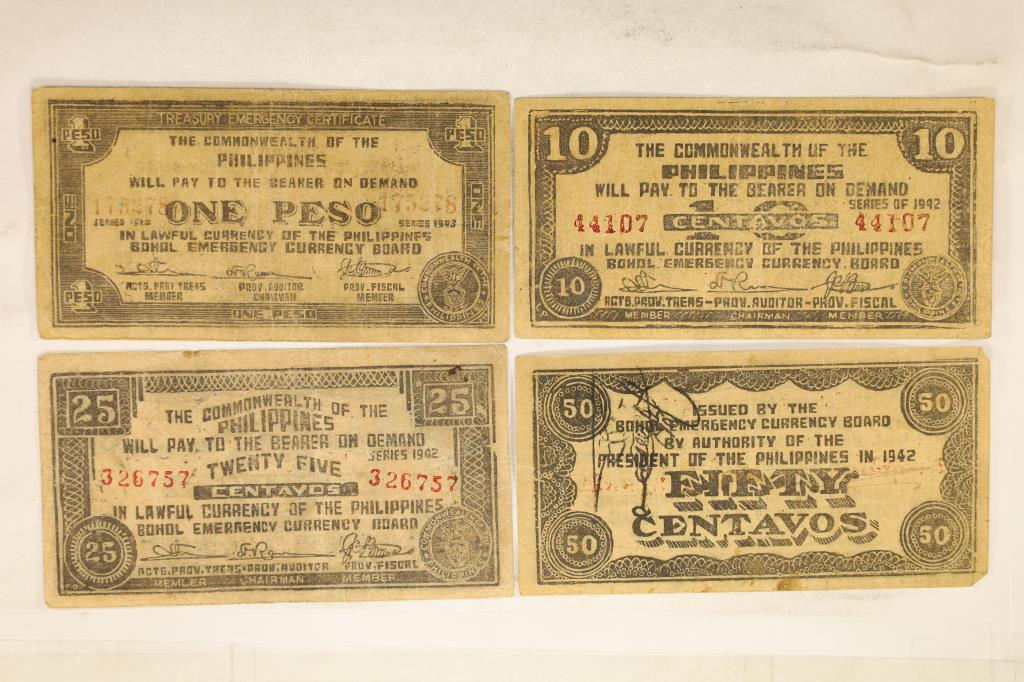 TREASURY EMERGENCY CERTIFICATE
1 PESO
1 PESO
THE COMMONWEALTH OF THE
PHILIPPINES
WILL PAY TO THE BEARER ON DEMAND
ONE
ONE
175278 175278
ONE PESO
SERIES 1942 SERIES 1942
IN LAWFUL CURRENCY OF THE PHILIPPINES
BOHOL EMERGENCY CURRENCY BOARD
ACTG. PROV TREAS PROV. AUDITOR PROV. FISCAL
MEMBER CHAIRMAN MEMBER
1 PESO
ONE PESO
10 10
THE COMMONWEALTH OF THE
PHILIPPINES
WILL PAY TO THE BEARER ON DEMAND
SERIES OF 1942
44107 10 CENTAVOS 44107
IN LAWFUL CURRENCY OF THE PHILIPPINES
BOHOL EMERGENCY CURRENCY BOARD
10
ACTG. PROV. TREAS-PROV. AUDITOR-PROV. FISCAL
MEMBER CHAIRMAN MEMBER
25 25
THE COMMONWEALTH OF THE
PHILIPPINES
WILL PAY TO THE BEARER ON DEMAND
SERIES 1942
TWENTY FIVE
326757 326757
CENTAVOS
IN LAWFUL CURRENCY OF THE PHILIPPINES
BOHOL EMERGENCY CURRENCY BOARD
25
ACTG. PROV. TREAS-PROV. AUDITOR PROV. FISCAL
MEMLER CHAIRMAN MEMBER
50 50
ISSUED BY THE
BOHOL EMERGENCY CURRENCY BOARD
BY AUTHORITY OF THE
PRESIDENT OF THE PHILIPPINES IN 1942
FIFTY
CENTAVOS
50 50